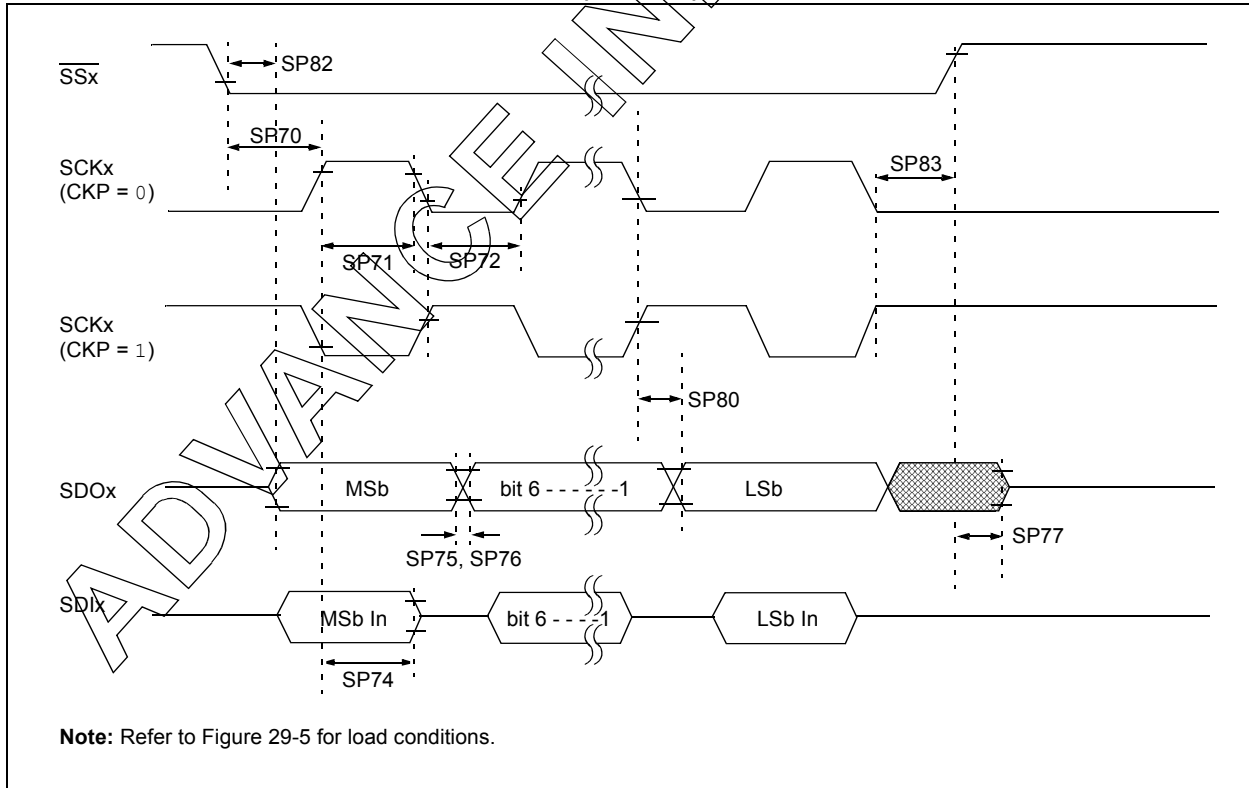 SSx
SP82
SP70
SCKx
(CKP = 0)
SP83
SP71
SP72
SCKx
(CKP = 1)
SP80
SDOx
MSb
bit 6 - - - - - -1
LSb
SP75, SP76
SP77
SDIx
MSb In
bit 6 - - - -1
LSb In
SP74
Note: Refer to Figure 29-5 for load conditions.
ADVANCE IN